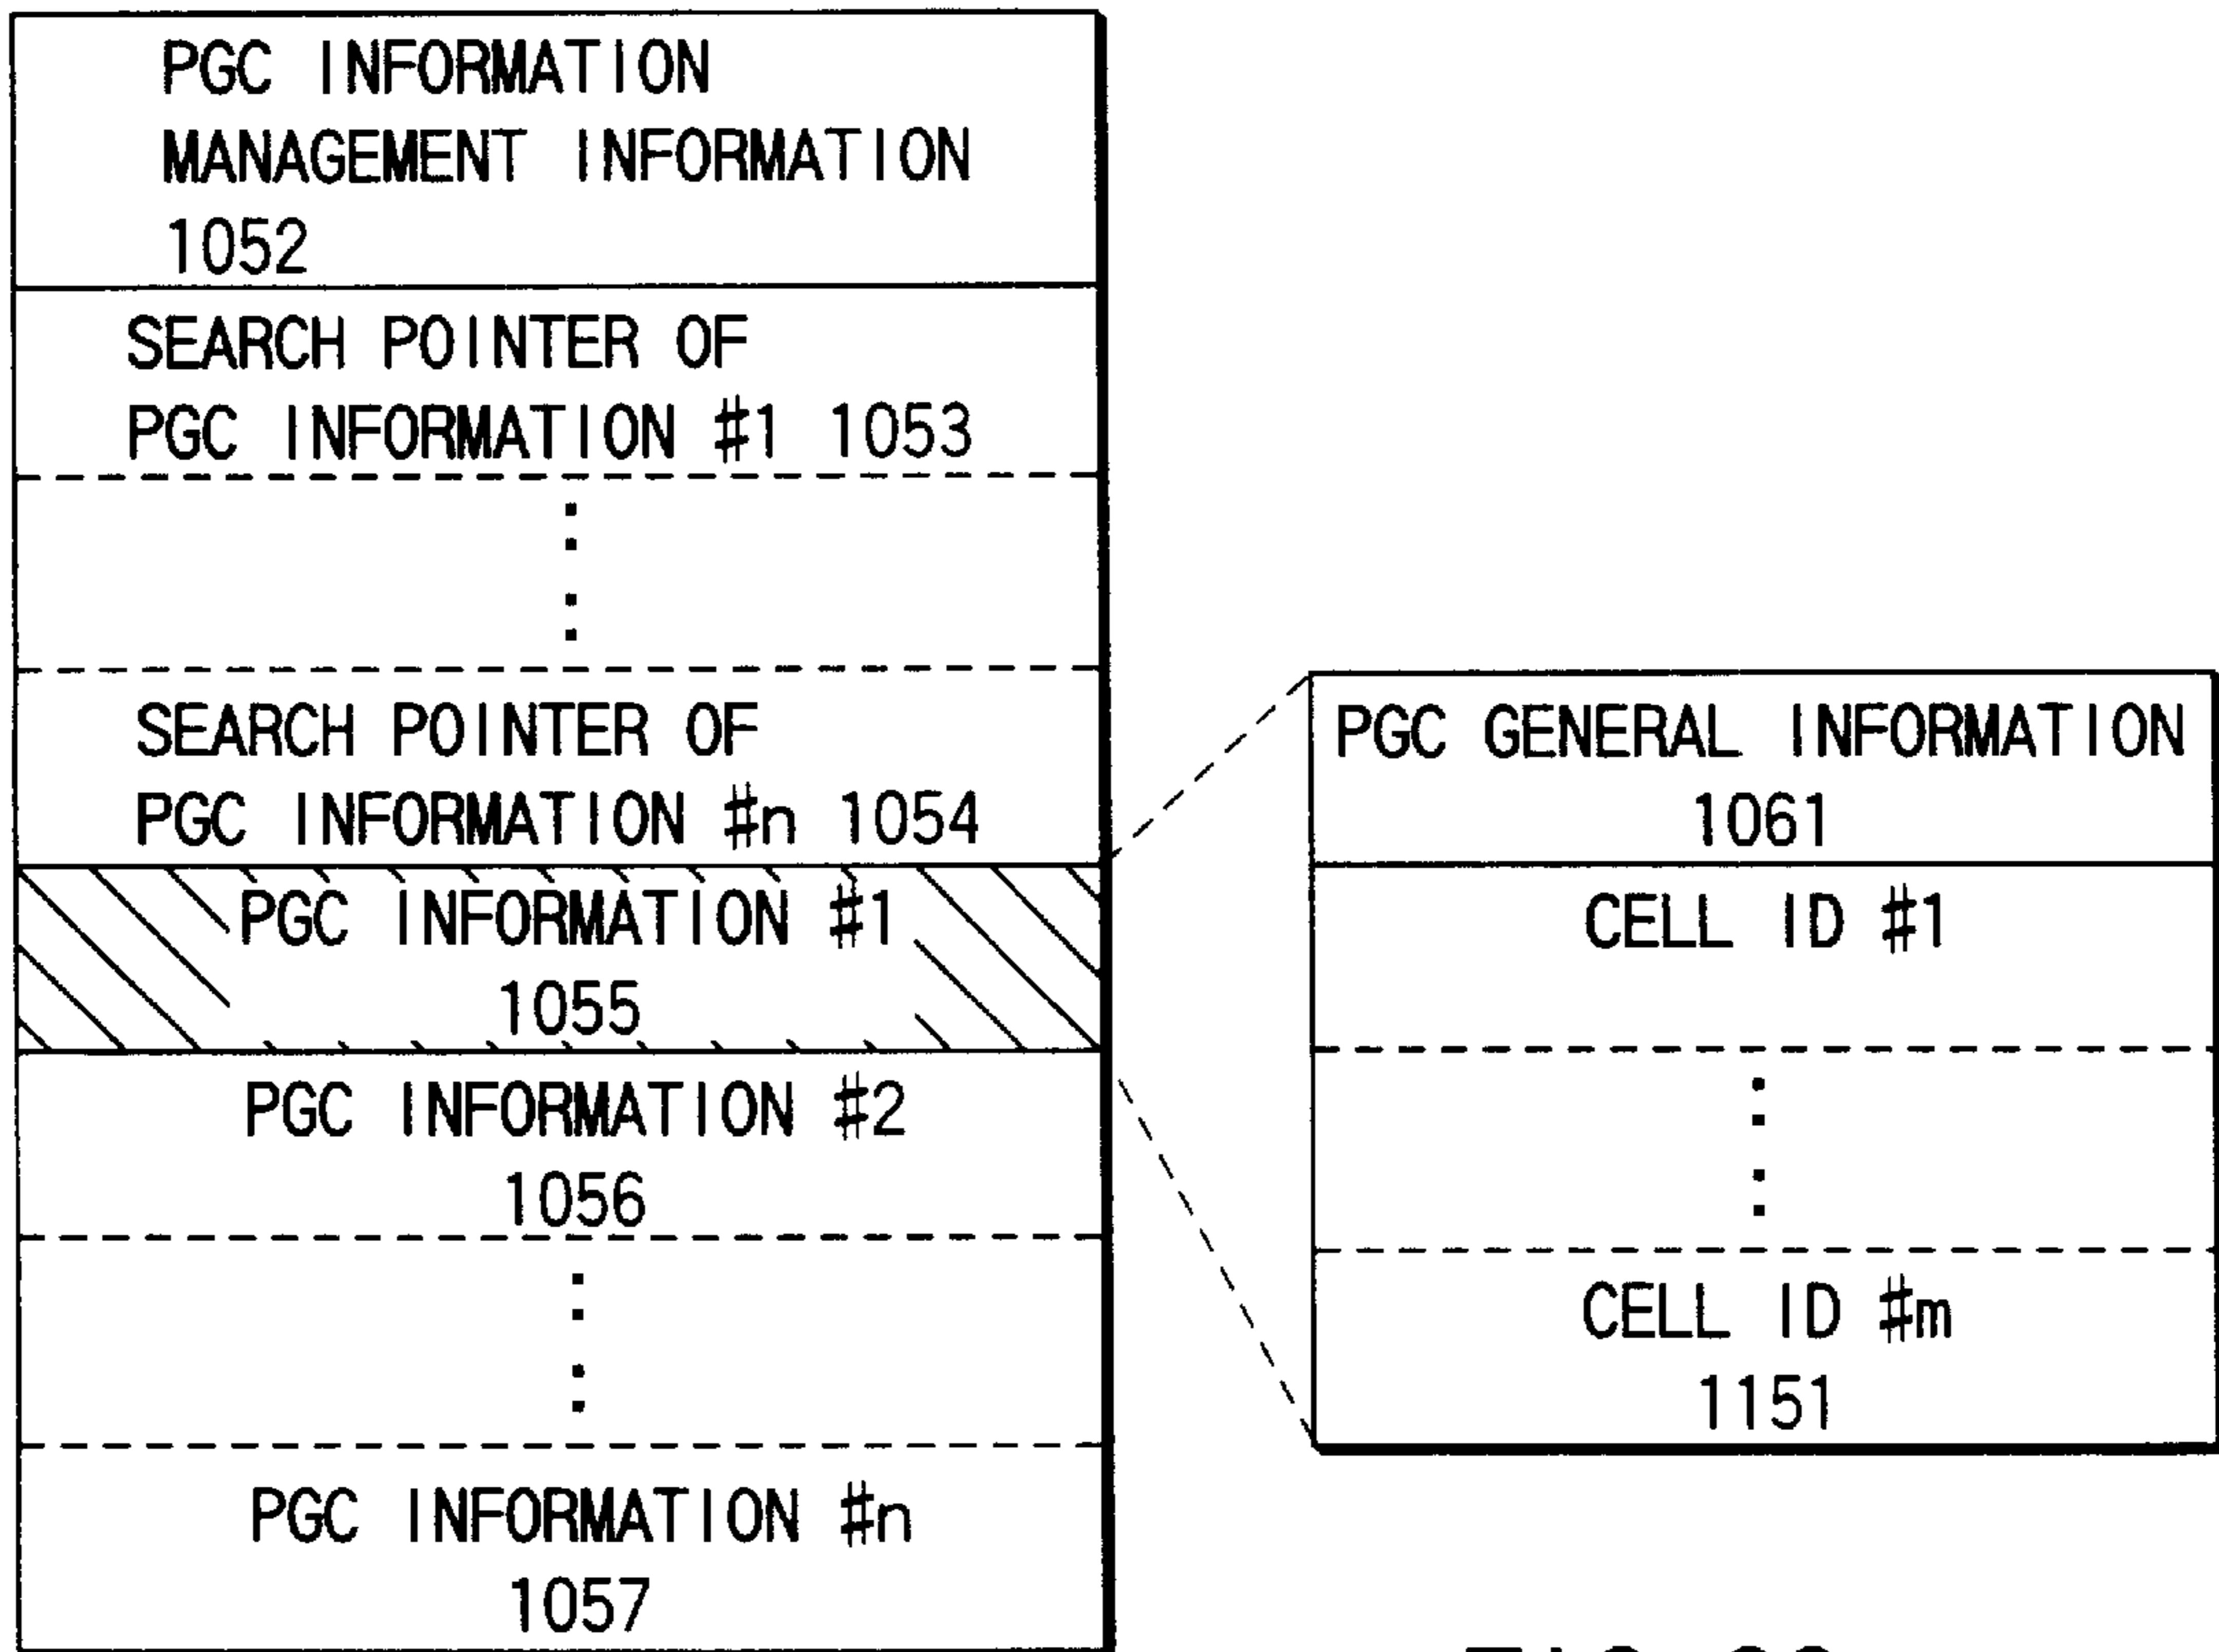 PGC INFORMATION
MANAGEMENT INFORMATION
1052
SEARCH POINTER OF
PGC INFORMATION #1 1053
SEARCH POINTER OF
PGC INFORMATION #n 1054
PGC INFORMATION #1
1055
PGC INFORMATION #2
1056
PGC INFORMATION #n
1057
PGC GENERAL INFORMATION
1061
CELL ID #1
CELL ID #m
1151